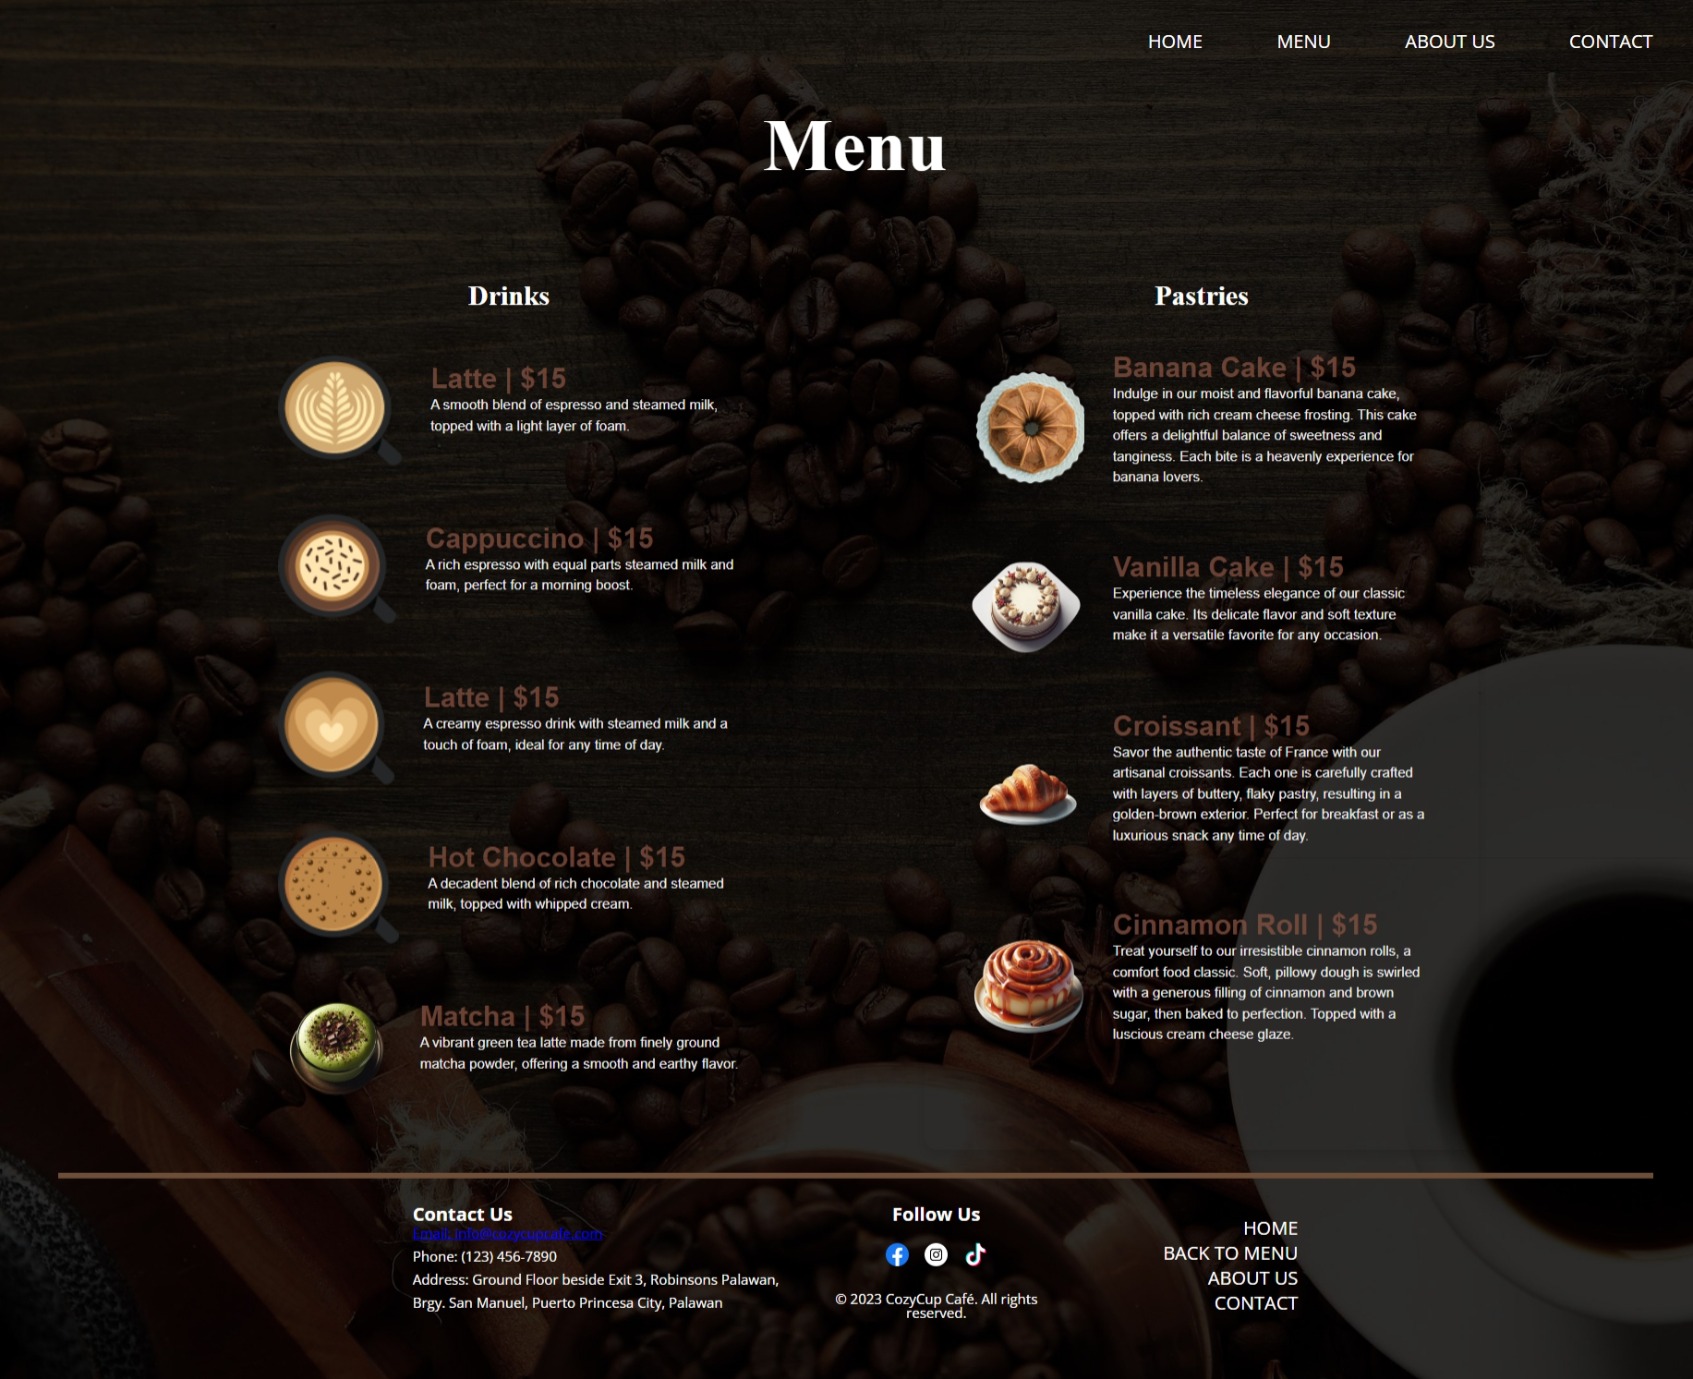 HOME MENU ABOUT US CONTACT
Menu
Drinks
Latte | $15
A smooth blend of espresso and steamed milk,
topped with a light layer of foam.
Cappuccino | $15
A rich espresso with equal parts steamed milk and
foam, perfect for a morning boost.
Latte | $15
A creamy espresso drink with steamed milk and a
touch of foam, ideal for any time of day.
Hot Chocolate | $15
A decadent blend of rich chocolate and steamed
milk, topped with whipped cream.
Matcha | $15
A vibrant green tea latte made from finely ground
matcha powder, offering a smooth and earthy flavor.
Pastries
Banana Cake | $15
Indulge in our moist and flavorful banana cake,
topped with rich cream cheese frosting. This cake
offers a delightful balance of sweetness and
tanginess. Each bite is a heavenly experience for
banana lovers.
Vanilla Cake | $15
Experience the timeless elegance of our classic
vanilla cake. Its delicate flavor and soft texture
make it a versatile favorite for any occasion.
Croissant | $15
Savor the authentic taste of France with our
artisanal croissants. Each one is carefully crafted
with layers of buttery, flaky pastry, resulting in a
golden-brown exterior. Perfect for breakfast or as a
luxurious snack any time of day.
Cinnamon Roll | $15
Treat yourself to our irresistible cinnamon rolls, a
comfort food classic. Soft, pillowy dough is swirled
with a generous filling of cinnamon and brown
sugar, then baked to perfection. Topped with a
luscious cream cheese glaze.
Contact Us
Email: info@cozycupcafe.com
Phone: (123) 456-7890
Address: Ground Floor beside Exit 3, Robinsons Palawan,
Brgy. San Manuel, Puerto Princesa City, Palawan
Follow Us
© 2023 CozyCup Café. All rights
reserved.
HOME
BACK TO MENU
ABOUT US
CONTACT